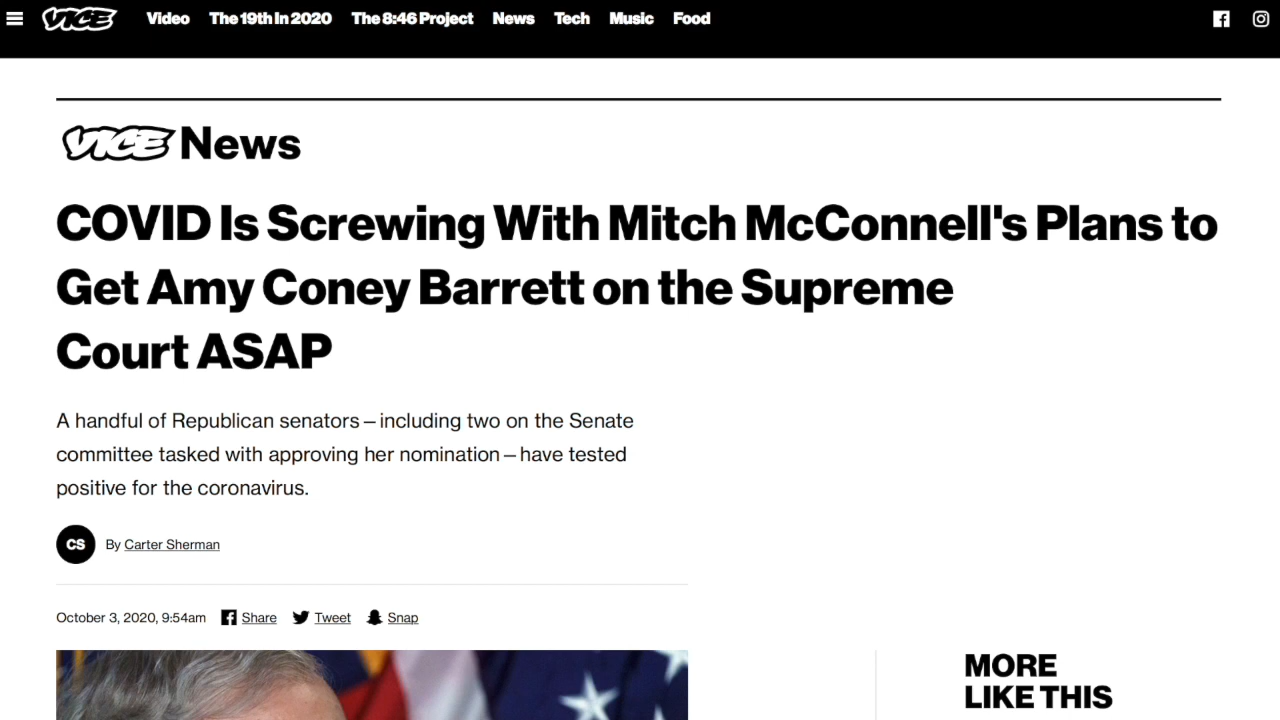 VICE Video The 19th In 2020 The 8:46 Project News Tech Music Food
VICE News
COVID Is Screwing With Mitch McConnell's Plans to
Get Amy Coney Barrett on the Supreme
Court ASAP
A handful of Republican senators—including two on the Senate
committee tasked with approving her nomination—have tested
positive for the coronavirus.
CS By Carter Sherman
October 3, 2020, 9:54am Share Tweet Snap
MORE
LIKE THIS